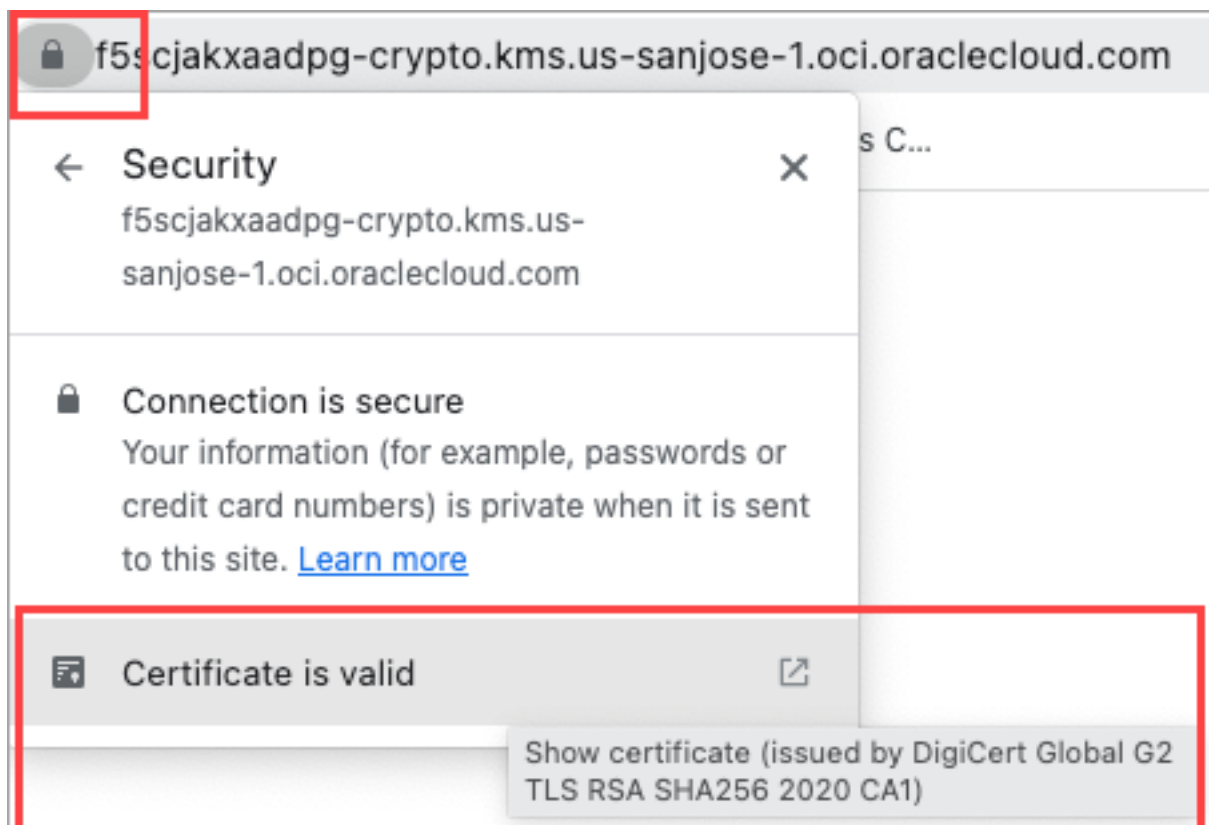 f5scjakxaadpg-crypto.kms.us-sanjose-1.oci.oraclecloud.com
s C...
Security
f5scjakxaadpg-crypto.kms.us-
sanjose-1.oci.oraclecloud.com
Connection is secure
Your information (for example, passwords or
credit card numbers) is private when it is sent
to this site. Learn more
Certificate is valid
Show certificate (issued by DigiCert Global G2
TLS RSA SHA256 2020 CA1)